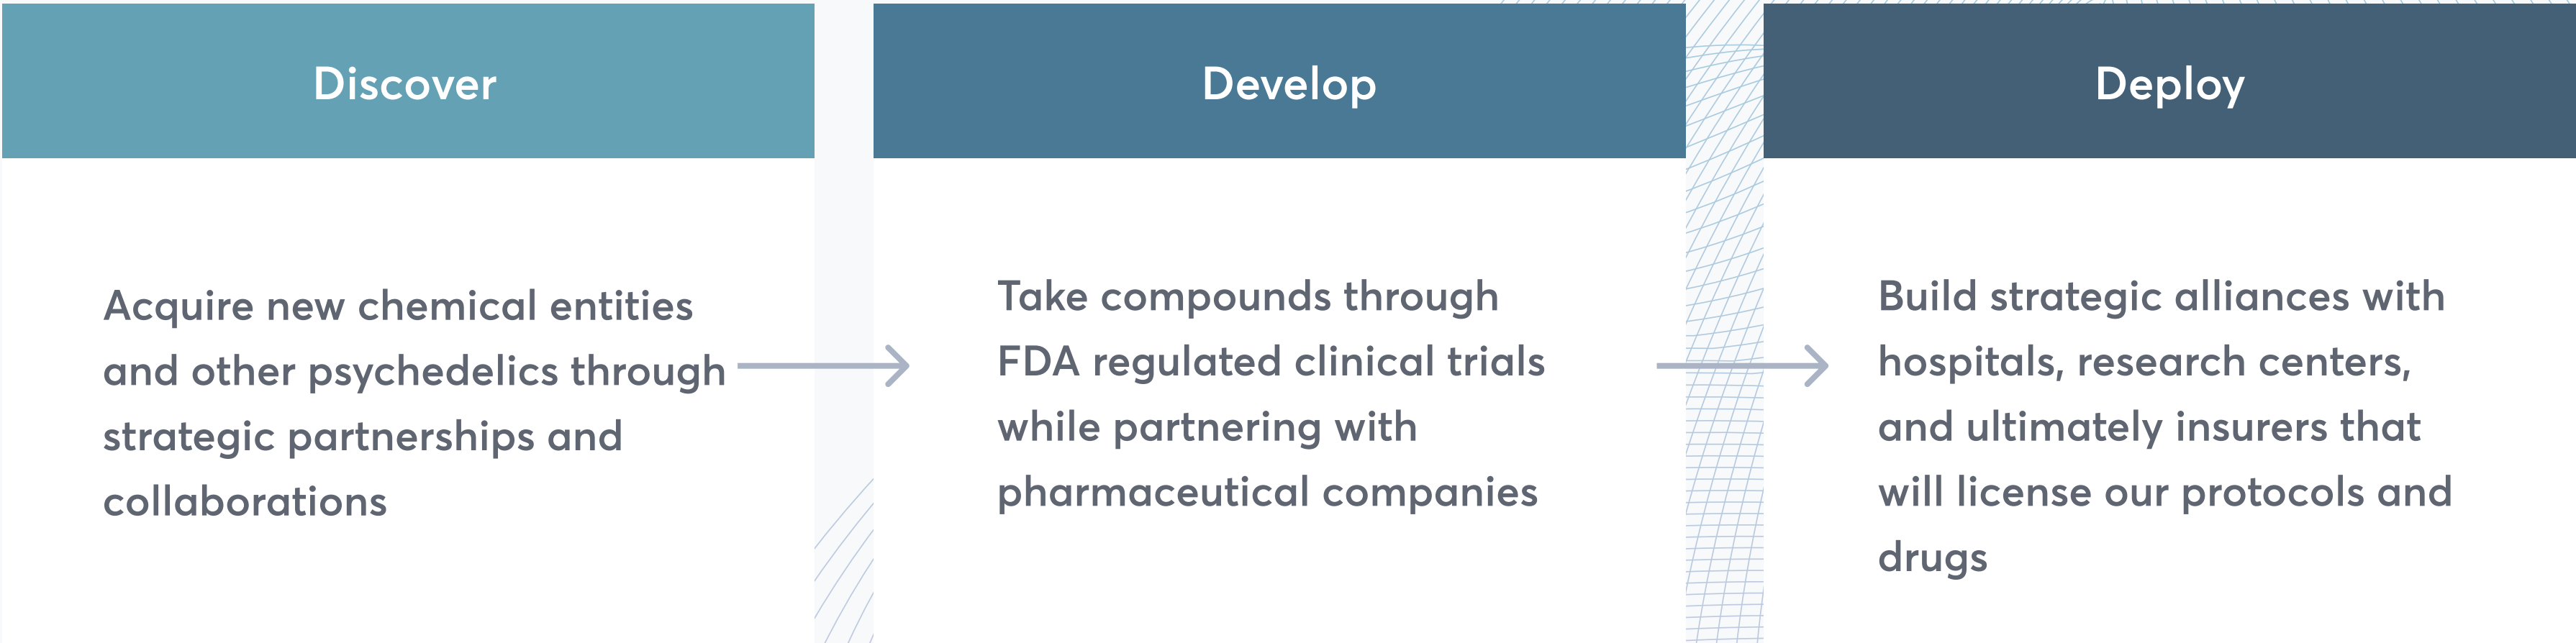 Discover
Acquire new chemical entities
and other psychedelics through
strategic partnerships and
collaborations
Develop
Take compounds through
FDA regulated clinical trials
while partnering with
pharmaceutical companies
Deploy
Build strategic alliances with
hospitals, research centers,
and ultimately insurers that
will license our protocols and
drugs